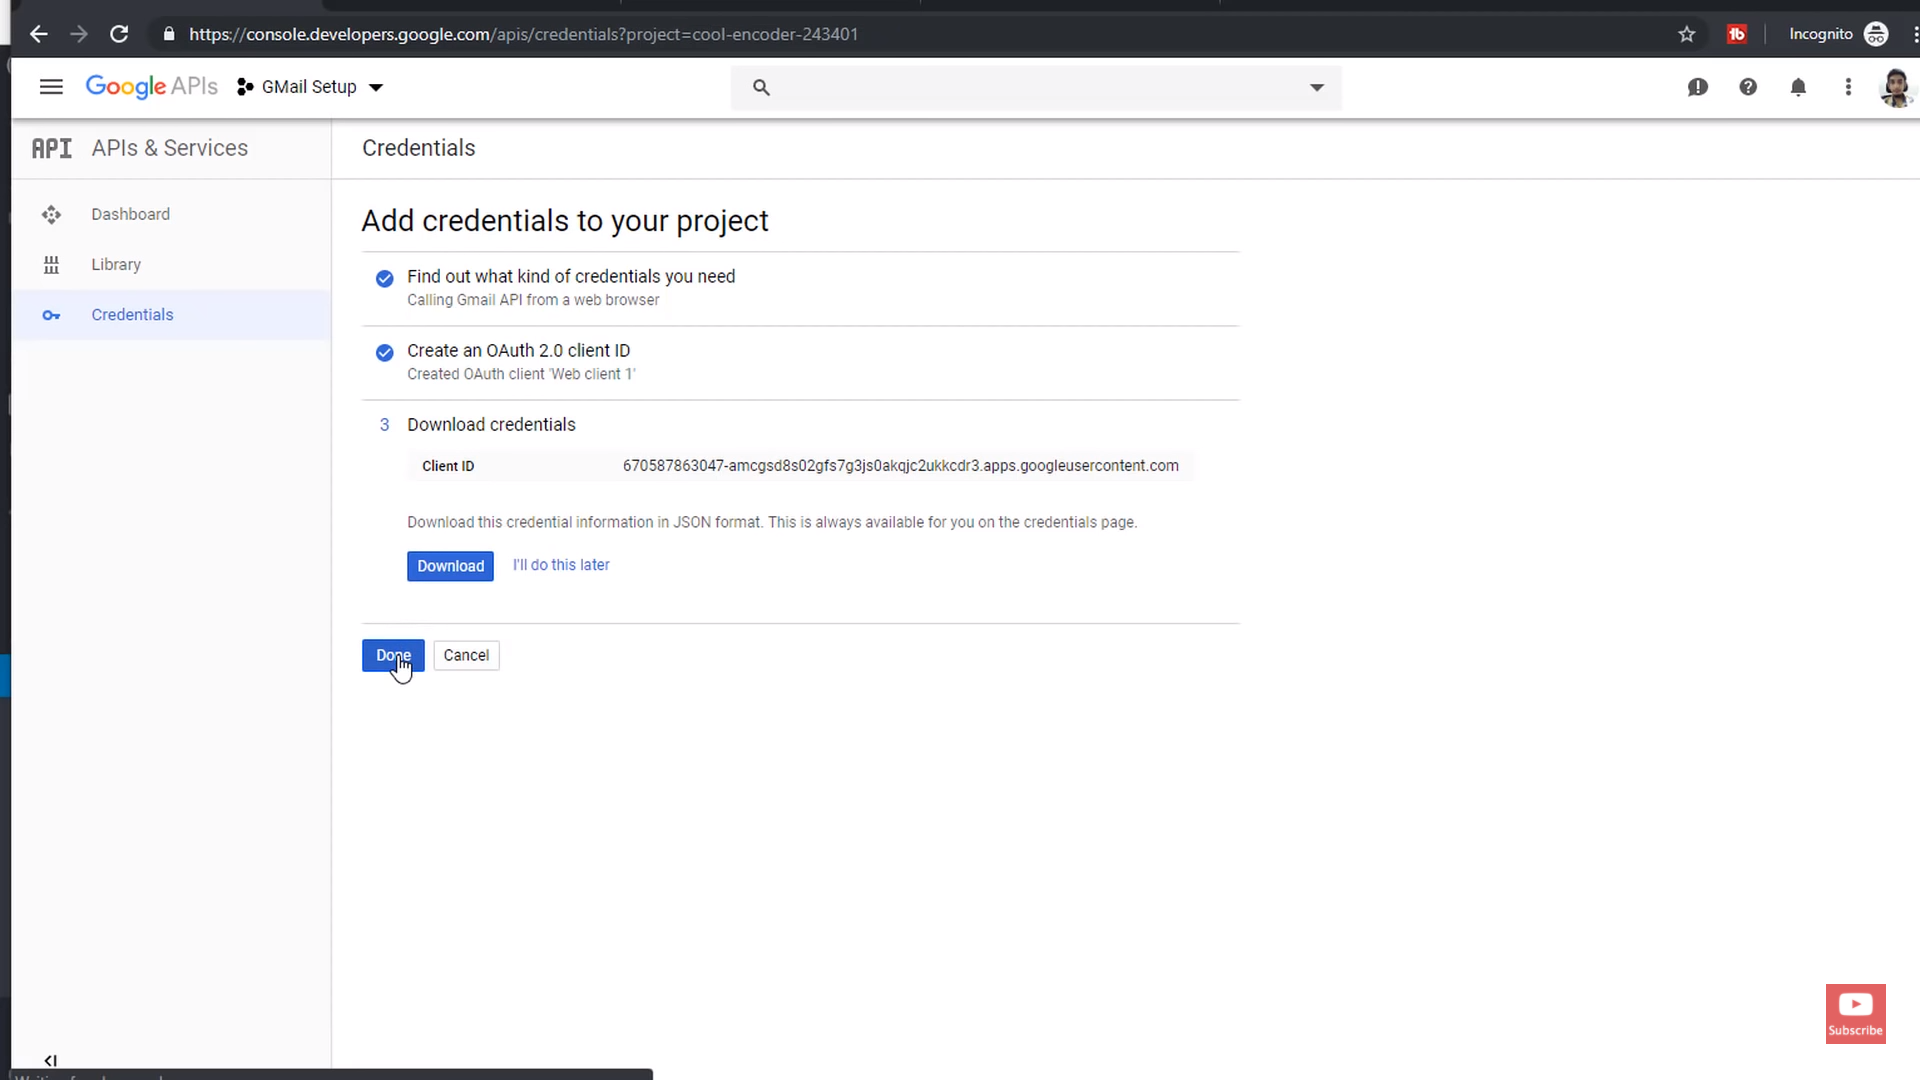 https://console.developers.google.com/apis/credentials?project=cool-encoder-243401
Incognito
Google APIs
GMail Setup
API APIs & Services
Credentials
Dashboard
Library
Credentials
Add credentials to your project
Find out what kind of credentials you need
Calling Gmail API from a web browser
Create an OAuth 2.0 client ID
Created OAuth client 'Web client 1'
3 Download credentials
Client ID 670587863047-amcgsd8s02gfs7g3js0akqjc2ukkcdr3.apps.googleusercontent.com
Download this credential information in JSON format. This is always available for you on the credentials page.
Download I'll do this later
Done Cancel
Subscribe